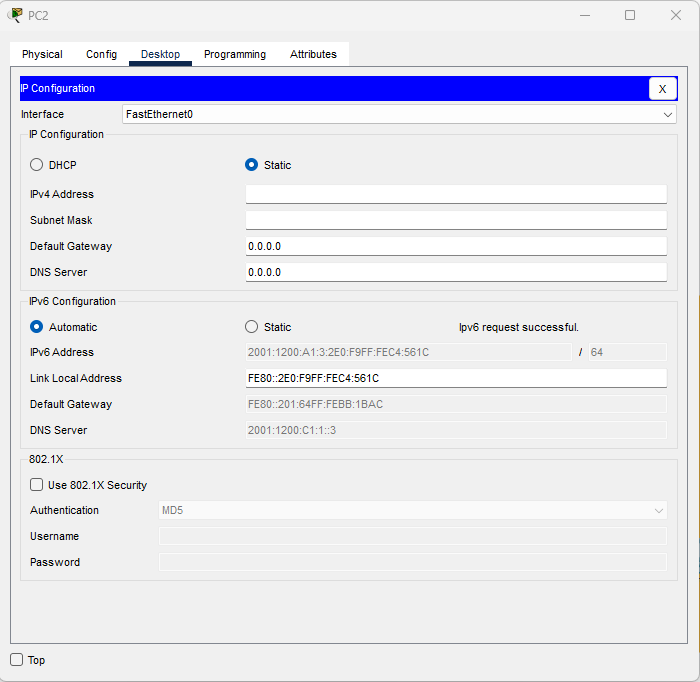 PC2
Physical Config Desktop Programming Attributes
IP Configuration X
Interface FastEthernet0
IP Configuration
DHCP Static
IPv4 Address
Subnet Mask
Default Gateway 0.0.0.0
DNS Server 0.0.0.0
IPv6 Configuration
Automatic Static Ipv6 request successful.
IPv6 Address 2001:1200:A1:3:2E0:F9FF:FEC4:561C / 64
Link Local Address FE80::2E0:F9FF:FEC4:561C
Default Gateway FE80::201:64FF:FEBB:1BAC
DNS Server 2001:1200:C1:1::3
802.1X
Use 802.1X Security
Authentication MD5
Username
Password
Top